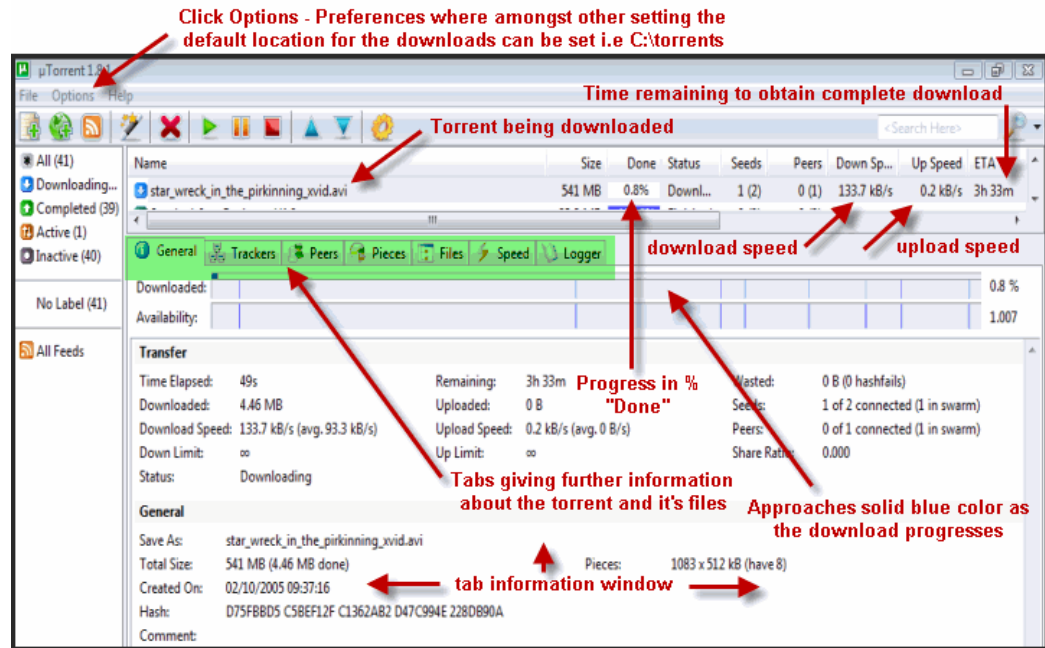 Click Options - Preferences where amongst other setting the
default location for the downloads can be set i.e C:\torrents
µTorrent 1.8.1
File Options Help
Time remaining to obtain complete download
Torrent being downloaded
<Search Here>
All (41)
Downloading...
Completed (39)
Active (1)
Inactive (40)
No Label (41)
All Feeds
Name Size Done Status Seeds Peers Down Sp... Up Speed ETA
star_wreck_in_the_pirkinning_xvid.avi 541 MB 0.8% Downl... 1 (2) 0 (1) 133.7 kB/s 0.2 kB/s 3h 33m
download speed
upload speed
General Trackers Peers Pieces Files Speed Logger
Downloaded: 0.8 %
Availability: 1.007
Transfer
Time Elapsed: 49s Remaining: 3h 33m Wasted: 0 B (0 hashfails)
Downloaded: 4.46 MB Uploaded: 0 B Seeds: 1 of 2 connected (1 in swarm)
Download Speed: 133.7 kB/s (avg. 93.3 kB/s) Upload Speed: 0.2 kB/s (avg. 0 B/s) Peers: 0 of 1 connected (1 in swarm)
Down Limit: ∞ Up Limit: ∞ Share Ratio: 0.000
Status: Downloading
Progress in %
"Done"
Tabs giving further information
about the torrent and it's files
Approaches solid blue color as
the download progresses
General
Save As: star_wreck_in_the_pirkinning_xvid.avi
Total Size: 541 MB (4.46 MB done) Pieces: 1083 x 512 kB (have 8)
Created On: 02/10/2005 09:37:16
tab information window
Hash: D75FBBD5 C5BEF12F C1362AB2 D47C994E 228DB90A
Comment: